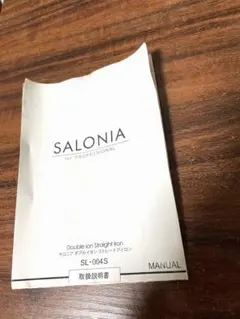 SALONIA
Double ion Straight Iron
サロニア ダブルイオン ストレートアイロン
SL-004S
取扱説明書
MANUAL